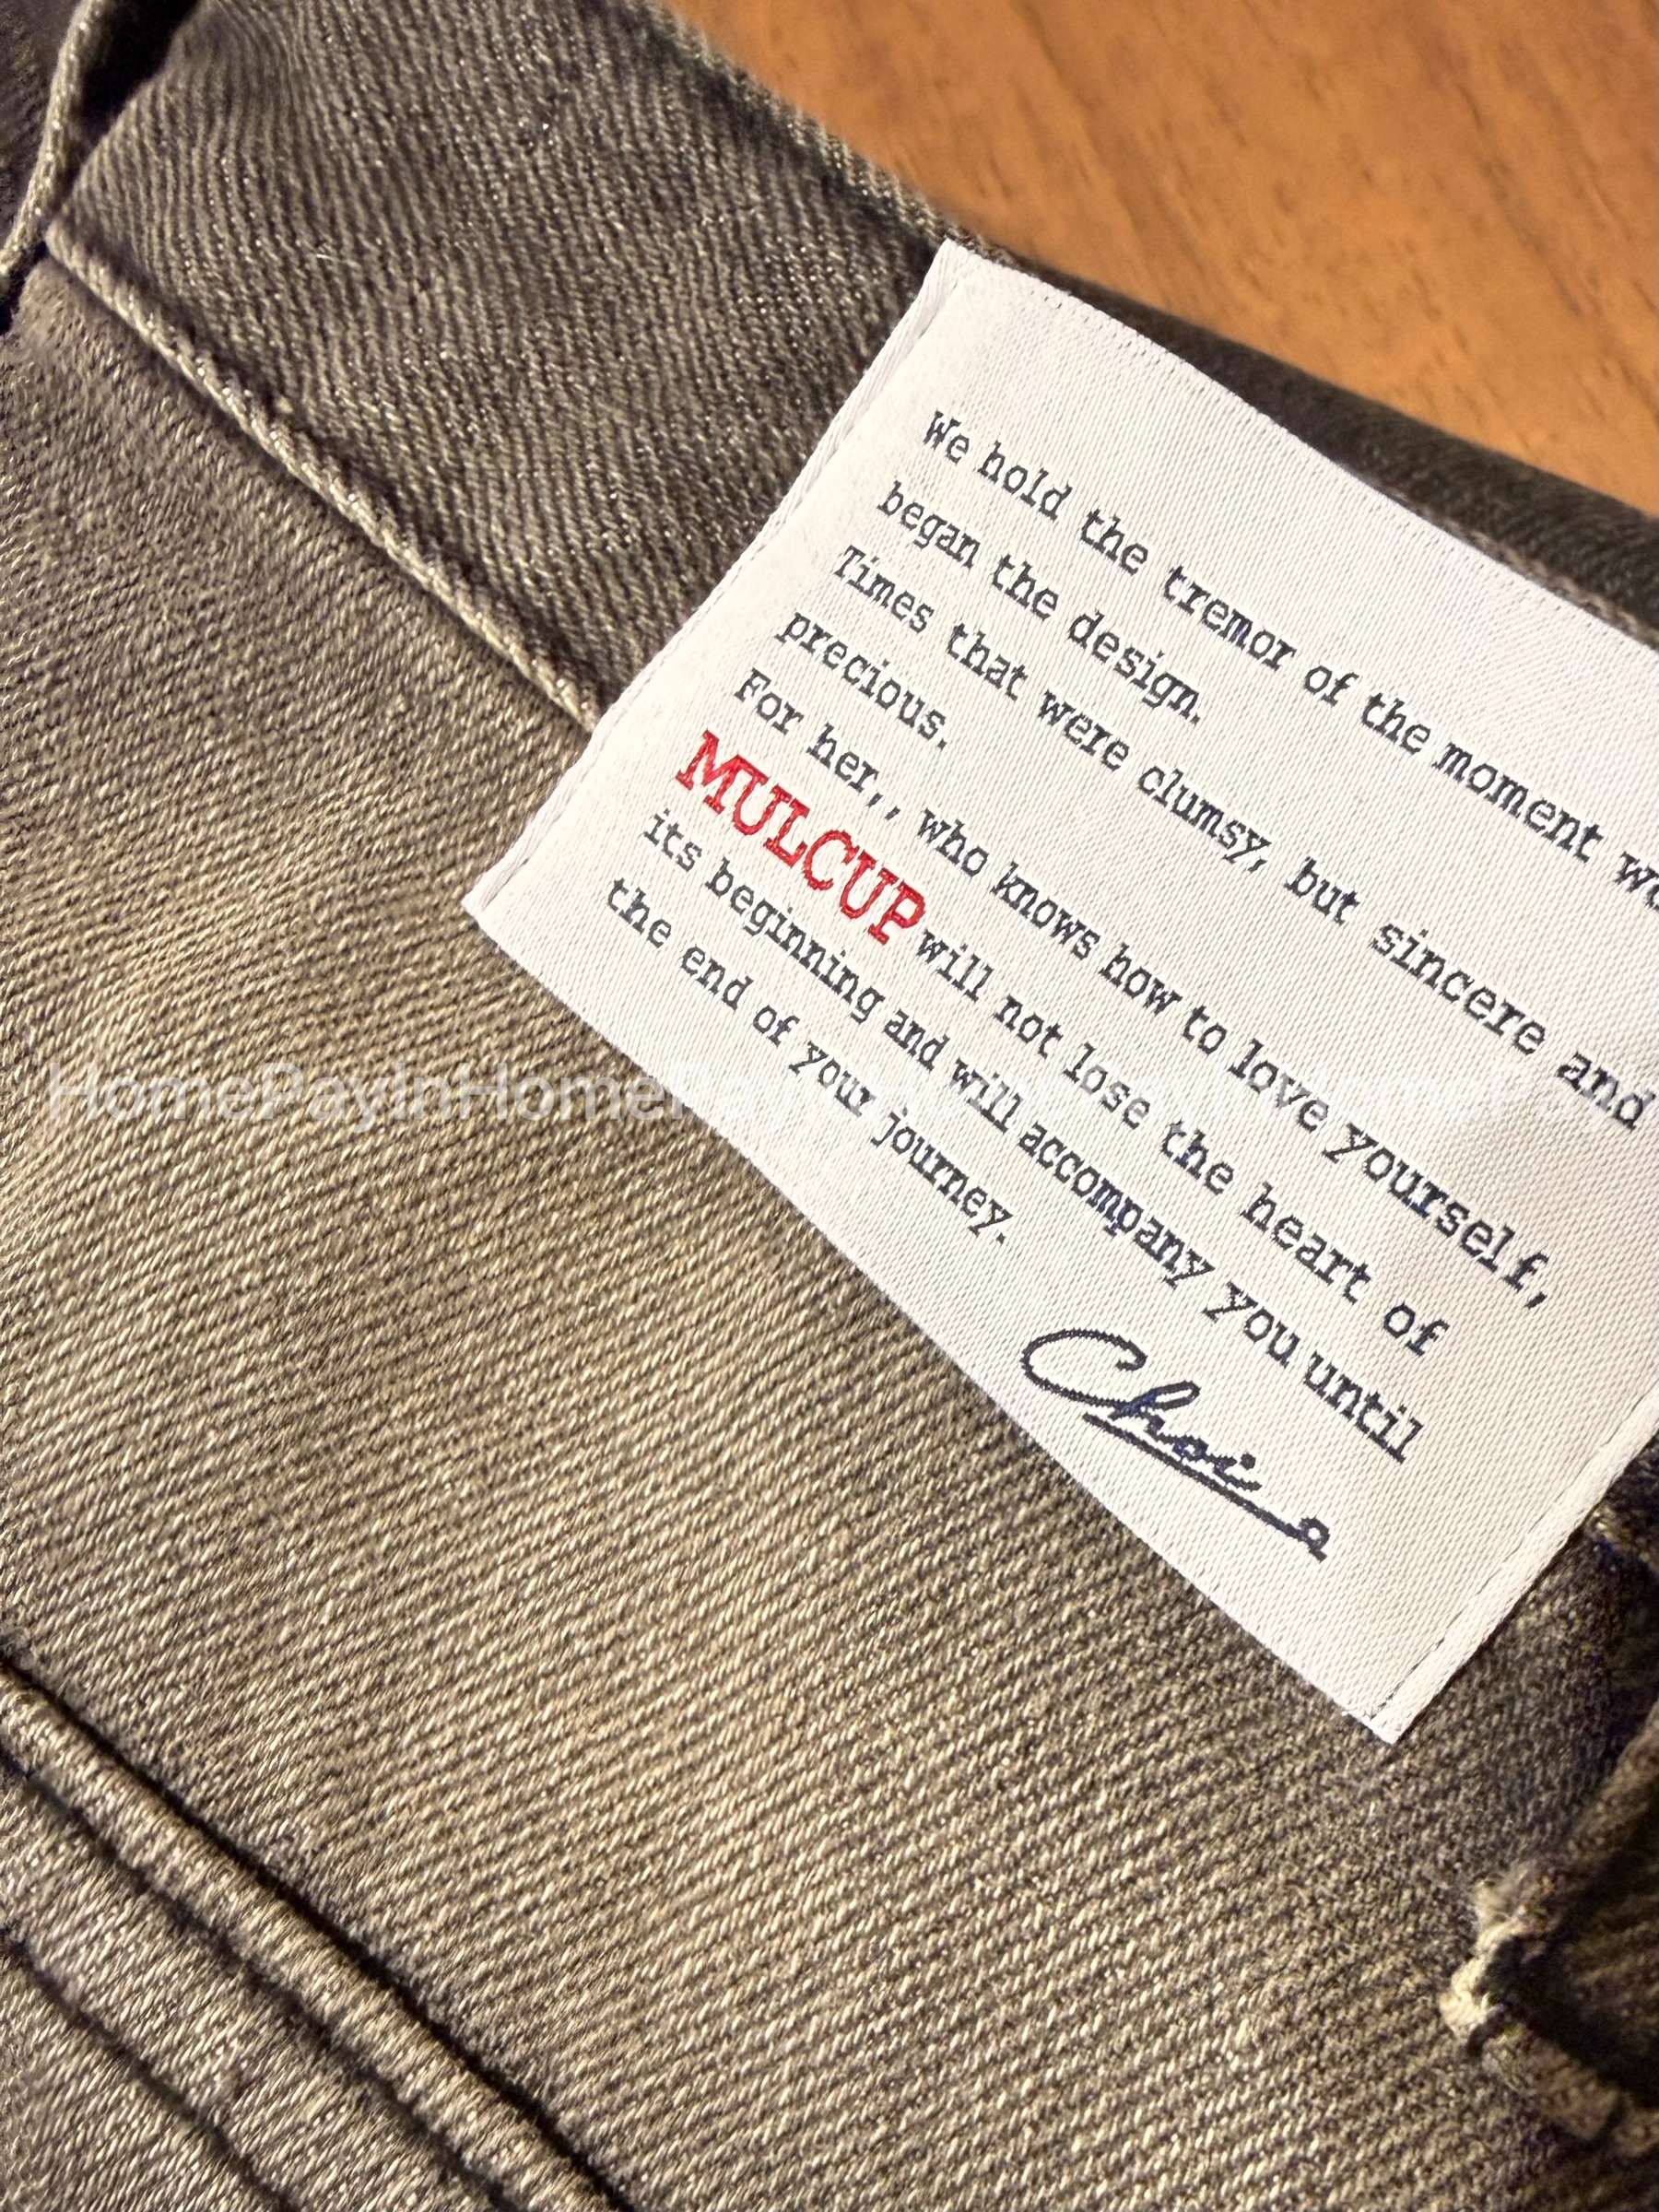 We hold the tremor of the moment
began the design.
Times that were clumsy, but sincere and
precious.
For her,, who knows how to love yourself,
MULCUP will not lose the heart of
its beginning and will accompany you until
the end of your journey.
Choi
HomePayInHomeP